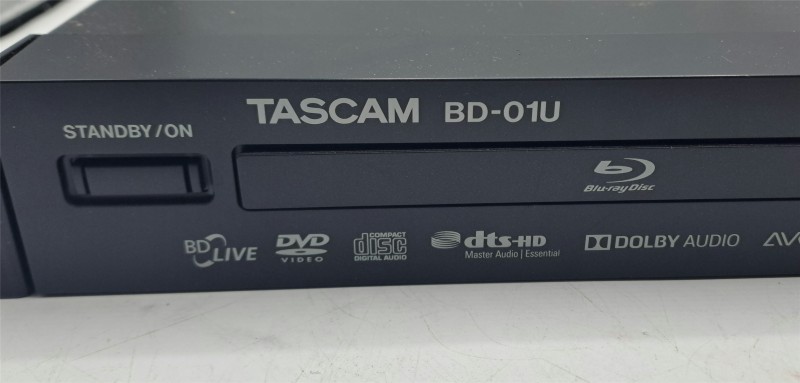 TASCAM BD-01U
STANDBY/ON
Blu-ray Disc
BD LIVE
DVD VIDEO
COMPACT disc DIGITAL AUDIO
dts-HD
Master Audio | Essential
DOLBY AUDIO